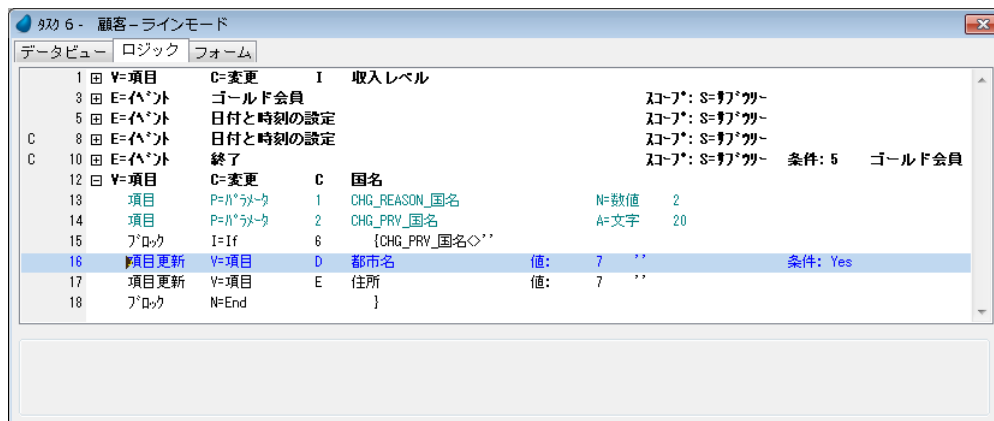 ﾀｽｸ 6 - 顧客－ラインモード
データビュー ロジック フォーム
1 V=項目 C=変更 I 収入レベル
3 E=ｲﾍﾞﾝﾄ ゴールド会員 ｽｺｰﾌﾟ: S=ｻﾌﾞﾂﾘｰ
5 E=ｲﾍﾞﾝﾄ 日付と時刻の設定 ｽｺｰﾌﾟ: S=ｻﾌﾞﾂﾘｰ
C 8 E=ｲﾍﾞﾝﾄ 日付と時刻の設定 ｽｺｰﾌﾟ: S=ｻﾌﾞﾂﾘｰ
C 10 E=ｲﾍﾞﾝﾄ 終了 ｽｺｰﾌﾟ: S=ｻﾌﾞﾂﾘｰ 条件: 5 ゴールド会員
12 V=項目 C=変更 C 国名
13 項目 P=ﾊﾟﾗﾒｰﾀ 1 CHG_REASON_国名 N=数値 2
14 項目 P=ﾊﾟﾗﾒｰﾀ 2 CHG_PRV_国名 A=文字 20
15 ﾌﾞﾛｯｸ I=If 6 {CHG_PRV_国名<>''
16 項目更新 V=項目 D 都市名 値: 7 '' 条件: Yes
17 項目更新 V=項目 E 住所 値: 7 ''
18 ﾌﾞﾛｯｸ N=End }